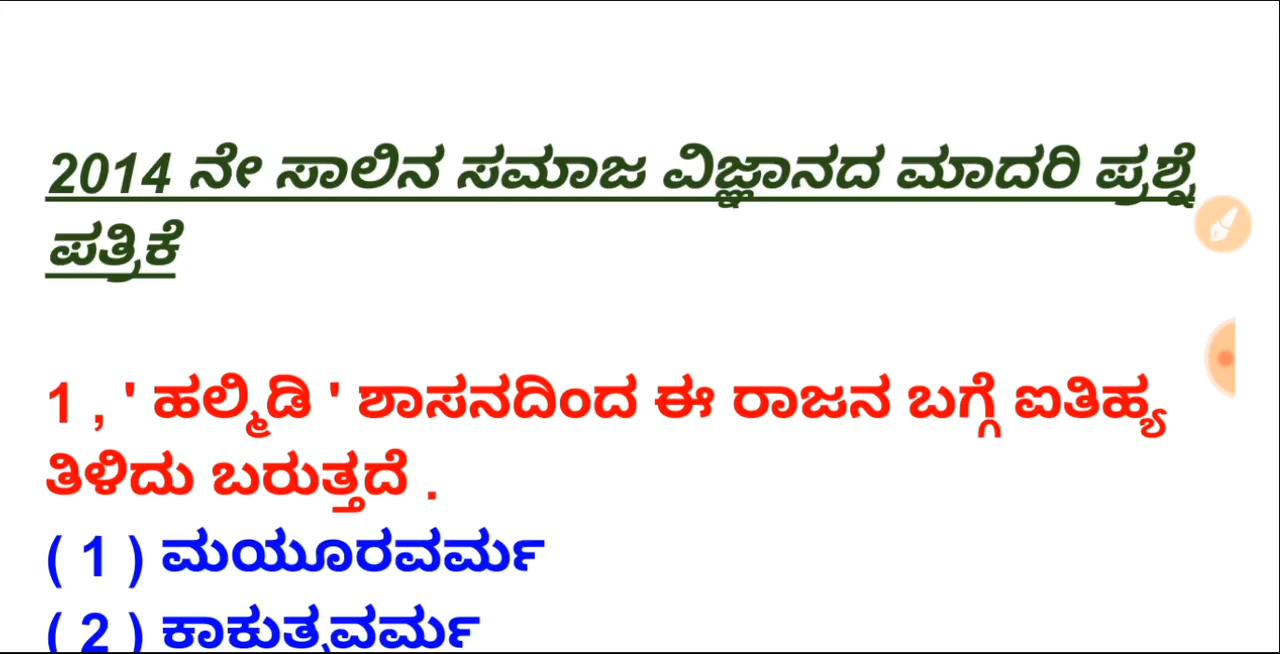 2014 ನೇ ಸಾಲಿನ ಸಮಾಜ ವಿಜ್ಞಾನದ ಮಾದರಿ ಪ್ರಶ್ನೆ
ಪತ್ರಿಕೆ
1 , ' ಹಲ್ಮಿಡಿ ' ಶಾಸನದಿಂದ ಈ ರಾಜನ ಬಗ್ಗೆ ಐತಿಹ್ಯ
ತಿಳಿದು ಬರುತ್ತದೆ .
( 1 ) ಮಯೂರವರ್ಮ
( 2 ) ಕಾಕುತ್ಸವರ್ಮ